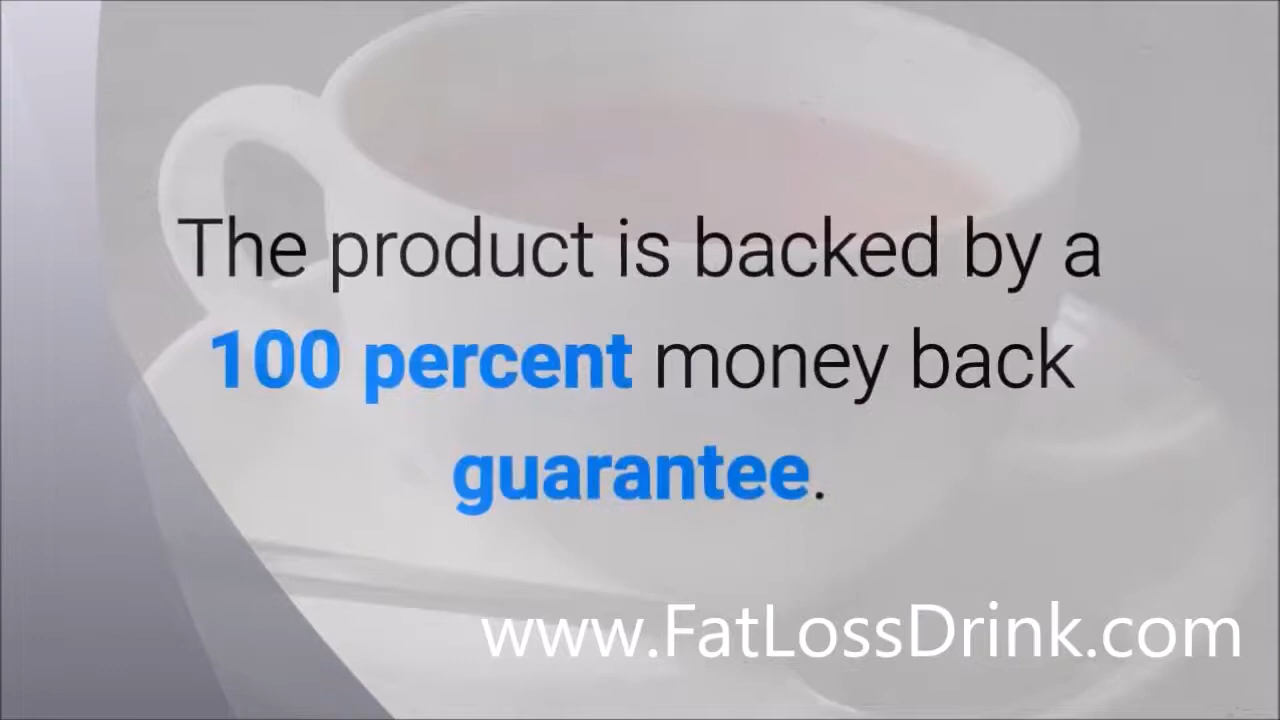 The product is backed by a
100 percent money back
guarantee.
www.FatLossDrink.com